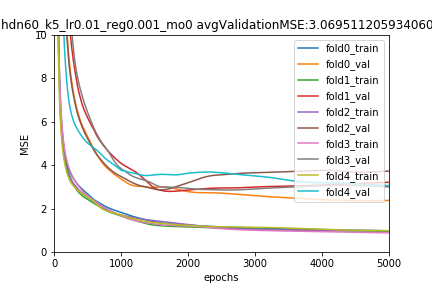 hdn60_k5_lr0.01_reg0.001_mo0 avgValidationMSE:3.069511205934060
10
8
6
4
2
0
MSE
0 1000 2000 3000 4000 5000
epochs
fold0_train
fold0_val
fold1_train
fold1_val
fold2_train
fold2_val
fold3_train
fold3_val
fold4_train
fold4_val